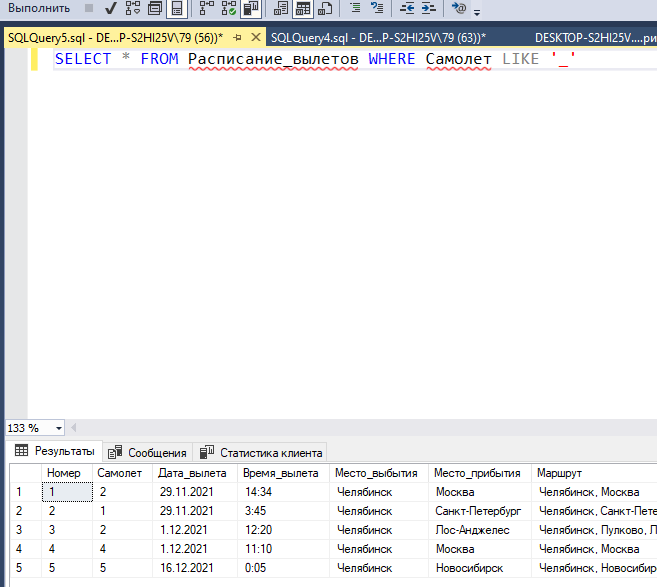 Выполнить
SQLQuery5.sql - DE...P-S2HI25V\79 (56))* SQLQuery4.sql - DE...P-S2HI25V\79 (63))* DESKTOP-S2HI25V....ри
SELECT * FROM Расписание_вылетов WHERE Самолет LIKE '_'
133 %
Результаты Сообщения Статистика клиента
Номер Самолет Дата_вылета Время_вылета Место_выбытия Место_прибытия Маршрут
1 1 2 29.11.2021 14:34 Челябинск Москва Челябинск, Москва
2 2 1 29.11.2021 3:45 Челябинск Санкт-Петербург Челябинск, Санкт-Пете
3 3 2 1.12.2021 12:20 Челябинск Лос-Анджелес Челябинск, Пулково, Л
4 4 4 1.12.2021 11:10 Челябинск Москва Челябинск, Москва
5 5 5 16.12.2021 0:05 Челябинск Новосибирск Челябинск, Новосибир